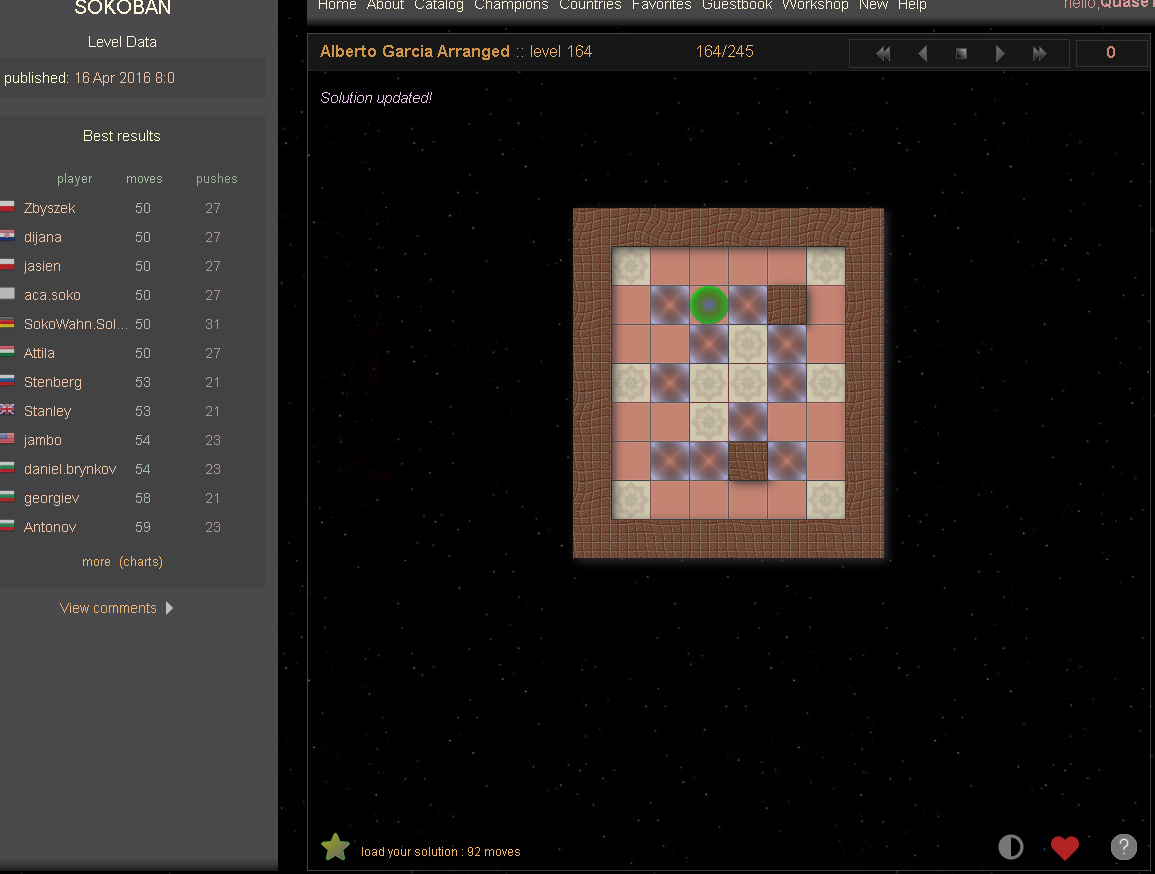 SOKOBAN
Home About Catalog Champions Countries Favorites Guestbook Workshop New Help hello,
Level Data
published: 16 Apr 2016 8:0
Alberto Garcia Arranged :: level 164 164/245 0
Solution updated!
Best results
player moves pushes
Zbyszek 50 27
dijana 50 27
jasien 50 27
aca.soko 50 27
SokoWahn.Sol... 50 31
Attila 50 27
Stenberg 53 21
Stanley 53 21
jambo 54 23
daniel.brynkov 54 23
georgiev 58 21
Antonov 59 23
more (charts)
View comments
load your solution : 92 moves
?